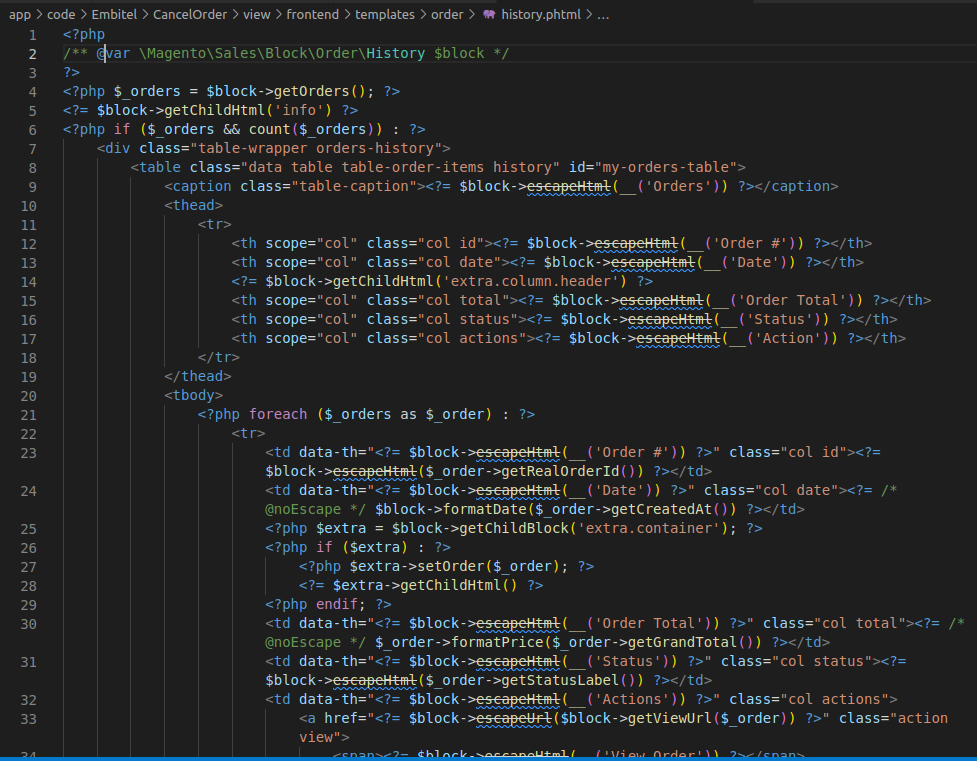 app > code > Embitel > CancelOrder > view > frontend > templates > order > history.phtml > ...
1 <?php
2 /** @var \Magento\Sales\Block\Order\History $block */
3 ?>
4 <?php $_orders = $block->getOrders(); ?>
5 <?= $block->getChildHtml('info') ?>
6 <?php if ($_orders && count($_orders)) : ?>
7 <div class="table-wrapper orders-history">
8 <table class="data table table-order-items history" id="my-orders-table">
9 <caption class="table-caption"><?= $block->escapeHtml(__('Orders')) ?></caption>
10 <thead>
11 <tr>
12 <th scope="col" class="col id"><?= $block->escapeHtml(__('Order #')) ?></th>
13 <th scope="col" class="col date"><?= $block->escapeHtml(__('Date')) ?></th>
14 <?= $block->getChildHtml('extra.column.header') ?>
15 <th scope="col" class="col total"><?= $block->escapeHtml(__('Order Total')) ?></th>
16 <th scope="col" class="col status"><?= $block->escapeHtml(__('Status')) ?></th>
17 <th scope="col" class="col actions"><?= $block->escapeHtml(__('Action')) ?></th>
18 </tr>
19 </thead>
20 <tbody>
21 <?php foreach ($_orders as $_order) : ?>
22 <tr>
23 <td data-th="<?= $block->escapeHtml(__('Order #')) ?>" class="col id"><?=
$block->escapeHtml($_order->getRealOrderId()) ?></td>
24 <td data-th="<?= $block->escapeHtml(__('Date')) ?>" class="col date"><?= /*
@noEscape */ $block->formatDate($_order->getCreatedAt()) ?></td>
25 <?php $extra = $block->getChildBlock('extra.container'); ?>
26 <?php if ($extra) : ?>
27 <?php $extra->setOrder($_order); ?>
28 <?= $extra->getChildHtml() ?>
29 <?php endif; ?>
30 <td data-th="<?= $block->escapeHtml(__('Order Total')) ?>" class="col total"><?= /*
@noEscape */ $_order->formatPrice($_order->getGrandTotal()) ?></td>
31 <td data-th="<?= $block->escapeHtml(__('Status')) ?>" class="col status"><?=
$block->escapeHtml($_order->getStatusLabel()) ?></td>
32 <td data-th="<?= $block->escapeHtml(__('Actions')) ?>" class="col actions">
33 <a href="<?= $block->escapeUrl($block->getViewUrl($_order)) ?>" class="action
view">
34 <span><?= $block->escapeHtml(__('View Order')) ?></span>